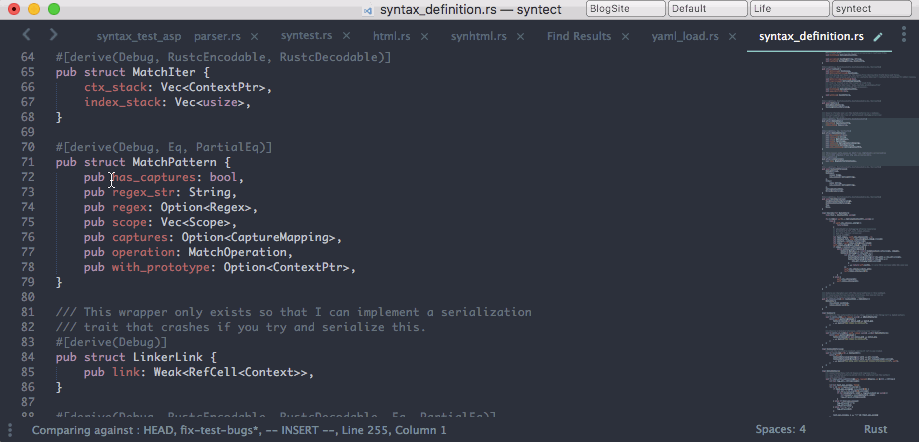 syntax_definition.rs — syntect
BlogSite
Default
Life
syntect
syntax_test_asp
parser.rs
syntest.rs
html.rs
synhtml.rs
Find Results
yaml_load.rs
syntax_definition.rs
64 #[derive(Debug, RustcEncodable, RustcDecodable)]
65 pub struct MatchIter {
66     ctx_stack: Vec<ContextPtr>,
67     index_stack: Vec<usize>,
68 }
69
70 #[derive(Debug, Eq, PartialEq)]
71 pub struct MatchPattern {
72     pub has_captures: bool,
73     pub regex_str: String,
74     pub regex: Option<Regex>,
75     pub scope: Vec<Scope>,
76     pub captures: Option<CaptureMapping>,
77     pub operation: MatchOperation,
78     pub with_prototype: Option<ContextPtr>,
79 }
80
81 /// This wrapper only exists so that I can implement a serialization
82 /// trait that crashes if you try and serialize this.
83 #[derive(Debug)]
84 pub struct LinkerLink {
85     pub link: Weak<RefCell<Context>>,
86 }
87
88 #[derive(Debug, RustcEncodable, RustcDecodable, Eq, PartialEq)]
Comparing against : HEAD, fix-test-bugs*, -- INSERT --, Line 255, Column 1
Spaces: 4
Rust